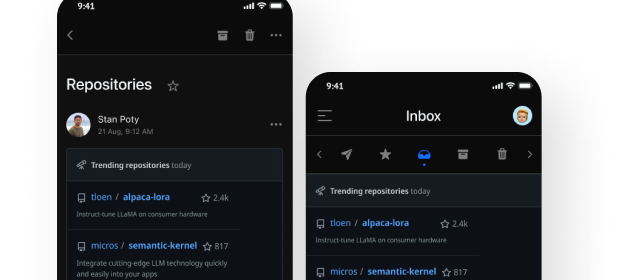 9:41
Repositories
Stan Poty
21 Aug, 9:12 AM
Trending repositories today
tloen / alpaca-lora 2.4k
Instruct-tune LLaMA on consumer hardware
micros / semantic-kernel 817
Integrate cutting-edge LLM technology quickly
and easily into your apps
9:41
Inbox
Trending repositories today
tloen / alpaca-lora 2.4k
Instruct-tune LLaMA on consumer hardware
micros / semantic-kernel 817